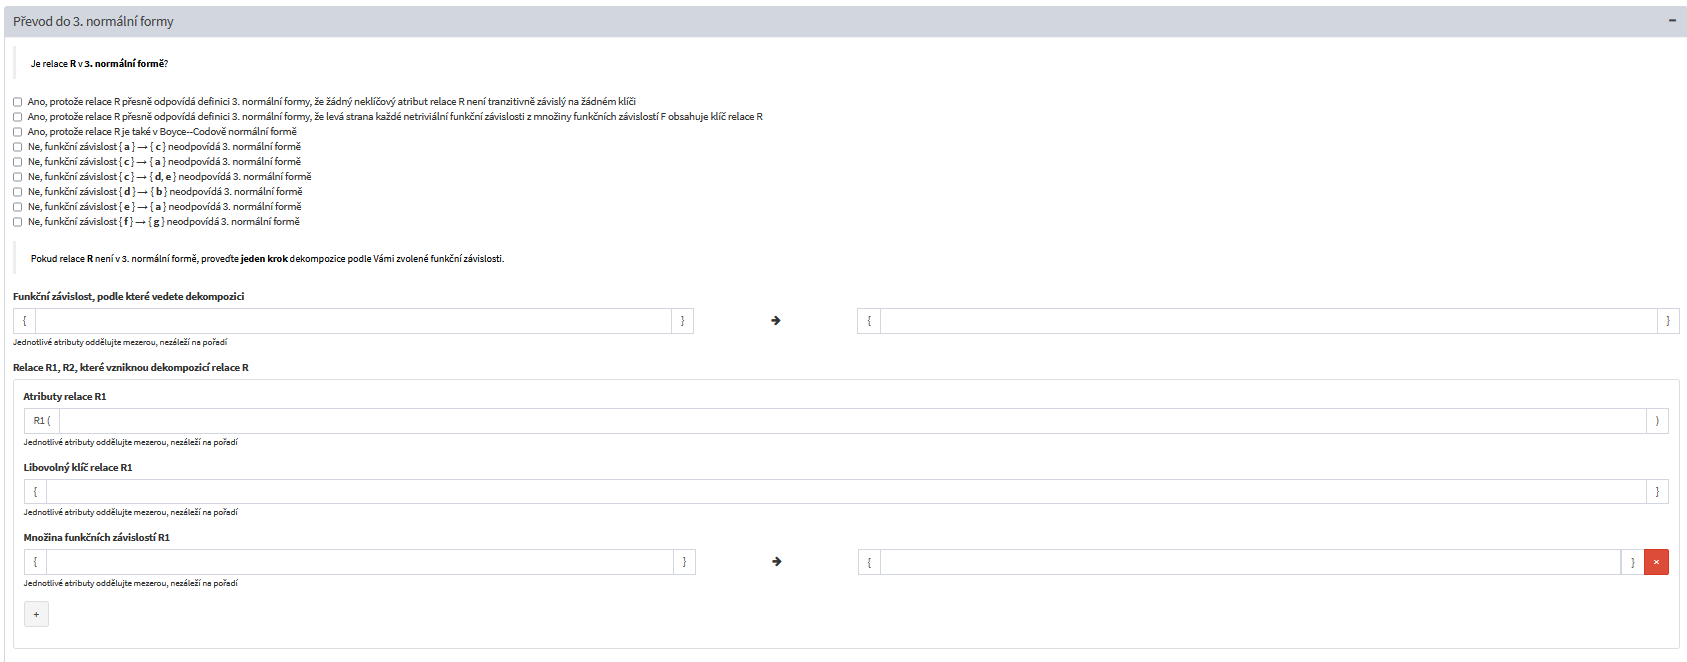 Převod do 3. normální formy
Je relace R v 3. normální formě?
Ano, protože relace R přesně odpovídá definici 3. normální formy, že žádný neklíčový atribut relace R není tranzitivně závislý na žádném klíči
Ano, protože relace R přesně odpovídá definici 3. normální formy, že levá strana každé netriviální funkční závislosti z množiny funkčních závislostí F obsahuje klíč relace R
Ano, protože relace R je také v Boyce--Codově normální formě
Ne, funkční závislost { a } → { c } neodpovídá 3. normální formě
Ne, funkční závislost { c } → { a } neodpovídá 3. normální formě
Ne, funkční závislost { c } → { d, e } neodpovídá 3. normální formě
Ne, funkční závislost { d } → { b } neodpovídá 3. normální formě
Ne, funkční závislost { e } → { a } neodpovídá 3. normální formě
Ne, funkční závislost { f } → { g } neodpovídá 3. normální formě
Pokud relace R není v 3. normální formě, proveďte jeden krok dekompozice podle Vámi zvolené funkční závislosti.
Funkční závislost, podle které vedete dekompozici
{ } → { }
Jednotlivé atributy oddělujte mezerou, nezáleží na pořadí
Relace R1, R2, které vzniknou dekompozicí relace R
Atributy relace R1
R1 ( )
Jednotlivé atributy oddělujte mezerou, nezáleží na pořadí
Libovolný klíč relace R1
{ }
Jednotlivé atributy oddělujte mezerou, nezáleží na pořadí
Množina funkčních závislostí R1
{ } → { } ×
Jednotlivé atributy oddělujte mezerou, nezáleží na pořadí
+